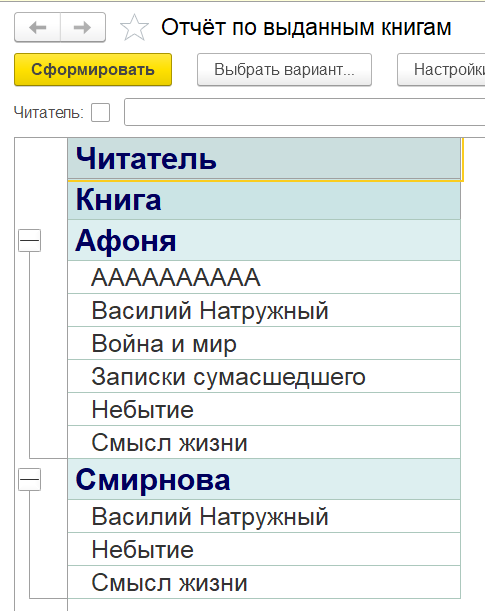 Отчёт по выданным книгам
Сформировать Выбрать вариант... Настройки
Читатель:
Читатель
Книга
Афоня
АААААААААА
Василий Натружный
Война и мир
Записки сумасшедшего
Небытие
Смысл жизни
Смирнова
Василий Натружный
Небытие
Смысл жизни